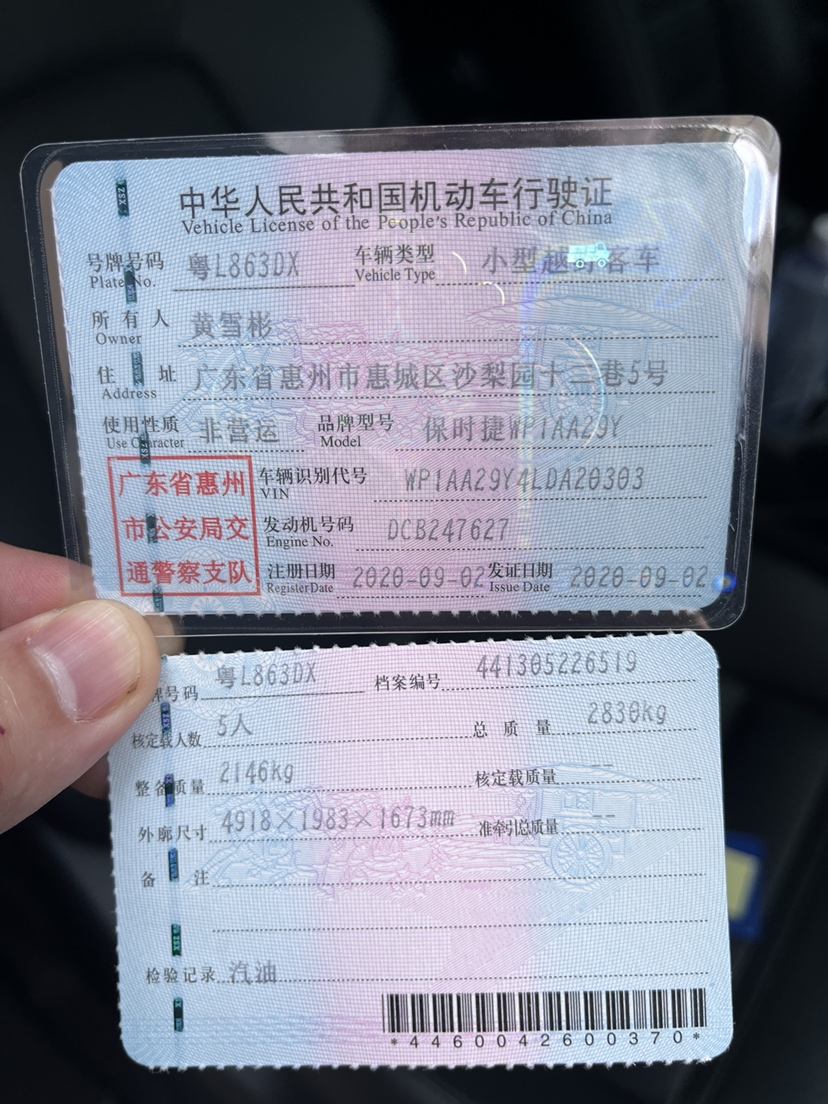 中华人民共和国机动车行驶证
Vehicle License of the People's Republic of China
号牌号码 粤L863DX 车辆类型 小型越野客车
Plate No. Vehicle Type
所有人 黄雪彬
Owner
住址 广东省惠州市惠城区沙梨园十二巷5号
Address
使用性质 非营运 品牌型号 保时捷WP1AA29Y
Use Character Model
广东省惠州
市公安局交
通警察支队
车辆识别代号 WP1AA29Y4LDA20303
VIN
发动机号码 DCB247627
Engine No.
注册日期 2020-09-02 发证日期 2020-09-02
Register Date Issue Date
牌号码 粤L863DX 档案编号 441305226519
核定载人数 5人 总质量 2830kg
整备质量 2146kg 核定载质量 --
外廓尺寸 4918×1983×1673mm 准牵引总质量 --
备注
检验记录 汽油
*4460042600370*